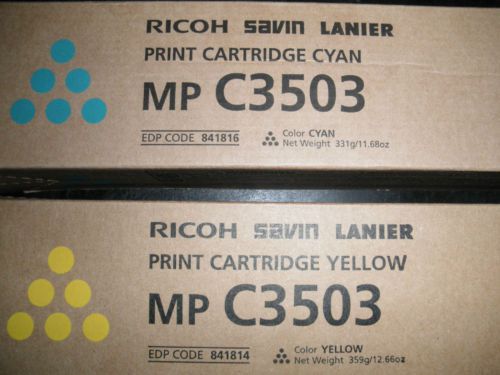 RICOH savin LANIER
PRINT CARTRIDGE CYAN
MP C3503
EDP CODE 841816
Color CYAN
Net Weight 331g/11.68oz
RICOH savin LANIER
PRINT CARTRIDGE YELLOW
MP C3503
EDP CODE 841814
Color YELLOW
Net Weight 359g/12.66oz